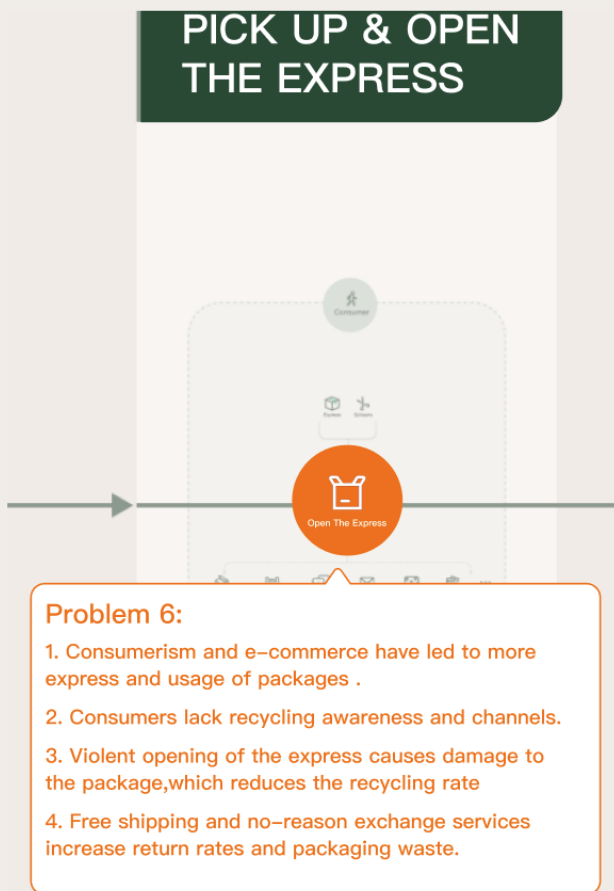 PICK UP & OPEN
THE EXPRESS
Consumer
Express
Scissors
Open The Express
Problem 6:
1. Consumerism and e-commerce have led to more
express and usage of packages .
2. Consumers lack recycling awareness and channels.
3. Violent opening of the express causes damage to
the package,which reduces the recycling rate
4. Free shipping and no-reason exchange services
increase return rates and packaging waste.